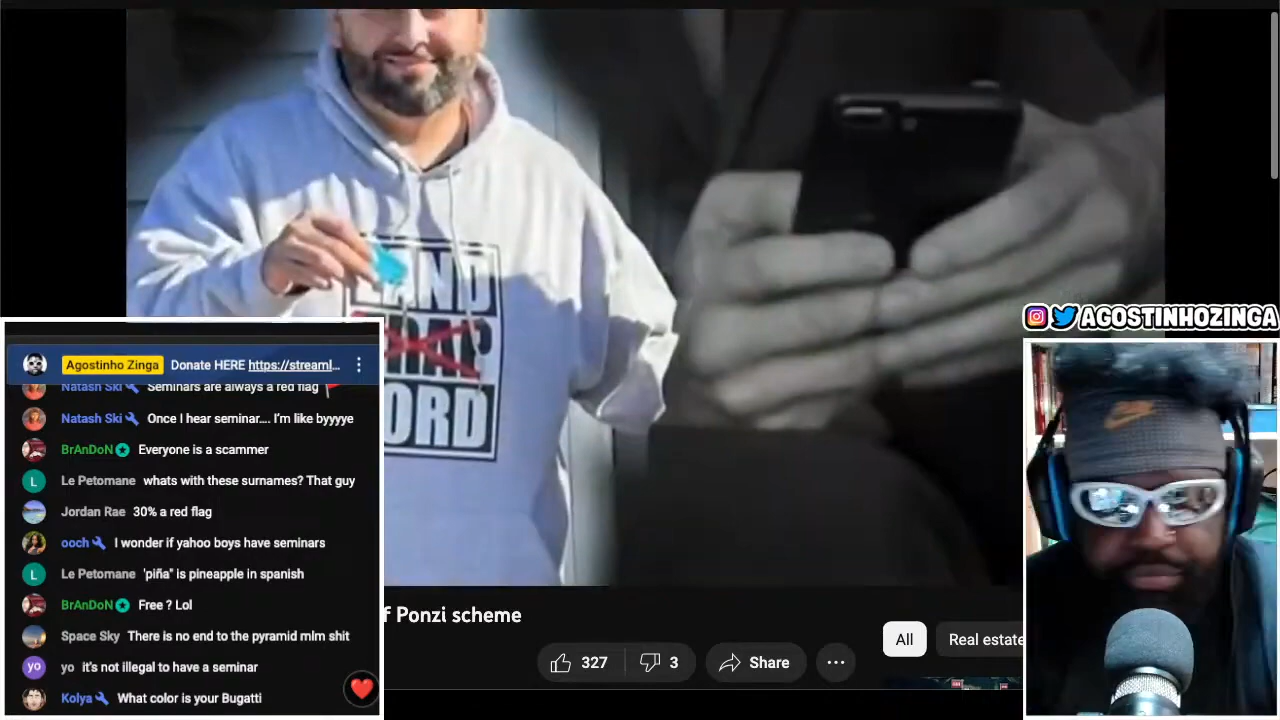 LAND
TRAP
LORD
AGOSTINHOZINGA
Agostinho Zinga Donate HERE https://streaml...
Natash Ski Seminars are always a red flag
Natash Ski Once I hear seminar.... I'm like byyyye
BrAnDoN Everyone is a scammer
L Le Petomane whats with these surnames? That guy
Jordan Rae 30% a red flag
ooch I wonder if yahoo boys have seminars
L Le Petomane 'piña" is pineapple in spanish
BrAnDoN Free ? Lol
Space Sky There is no end to the pyramid mlm shit
yo yo it's not illegal to have a seminar
Kolya What color is your Bugatti
f Ponzi scheme
327 3 Share ...
All Real estate